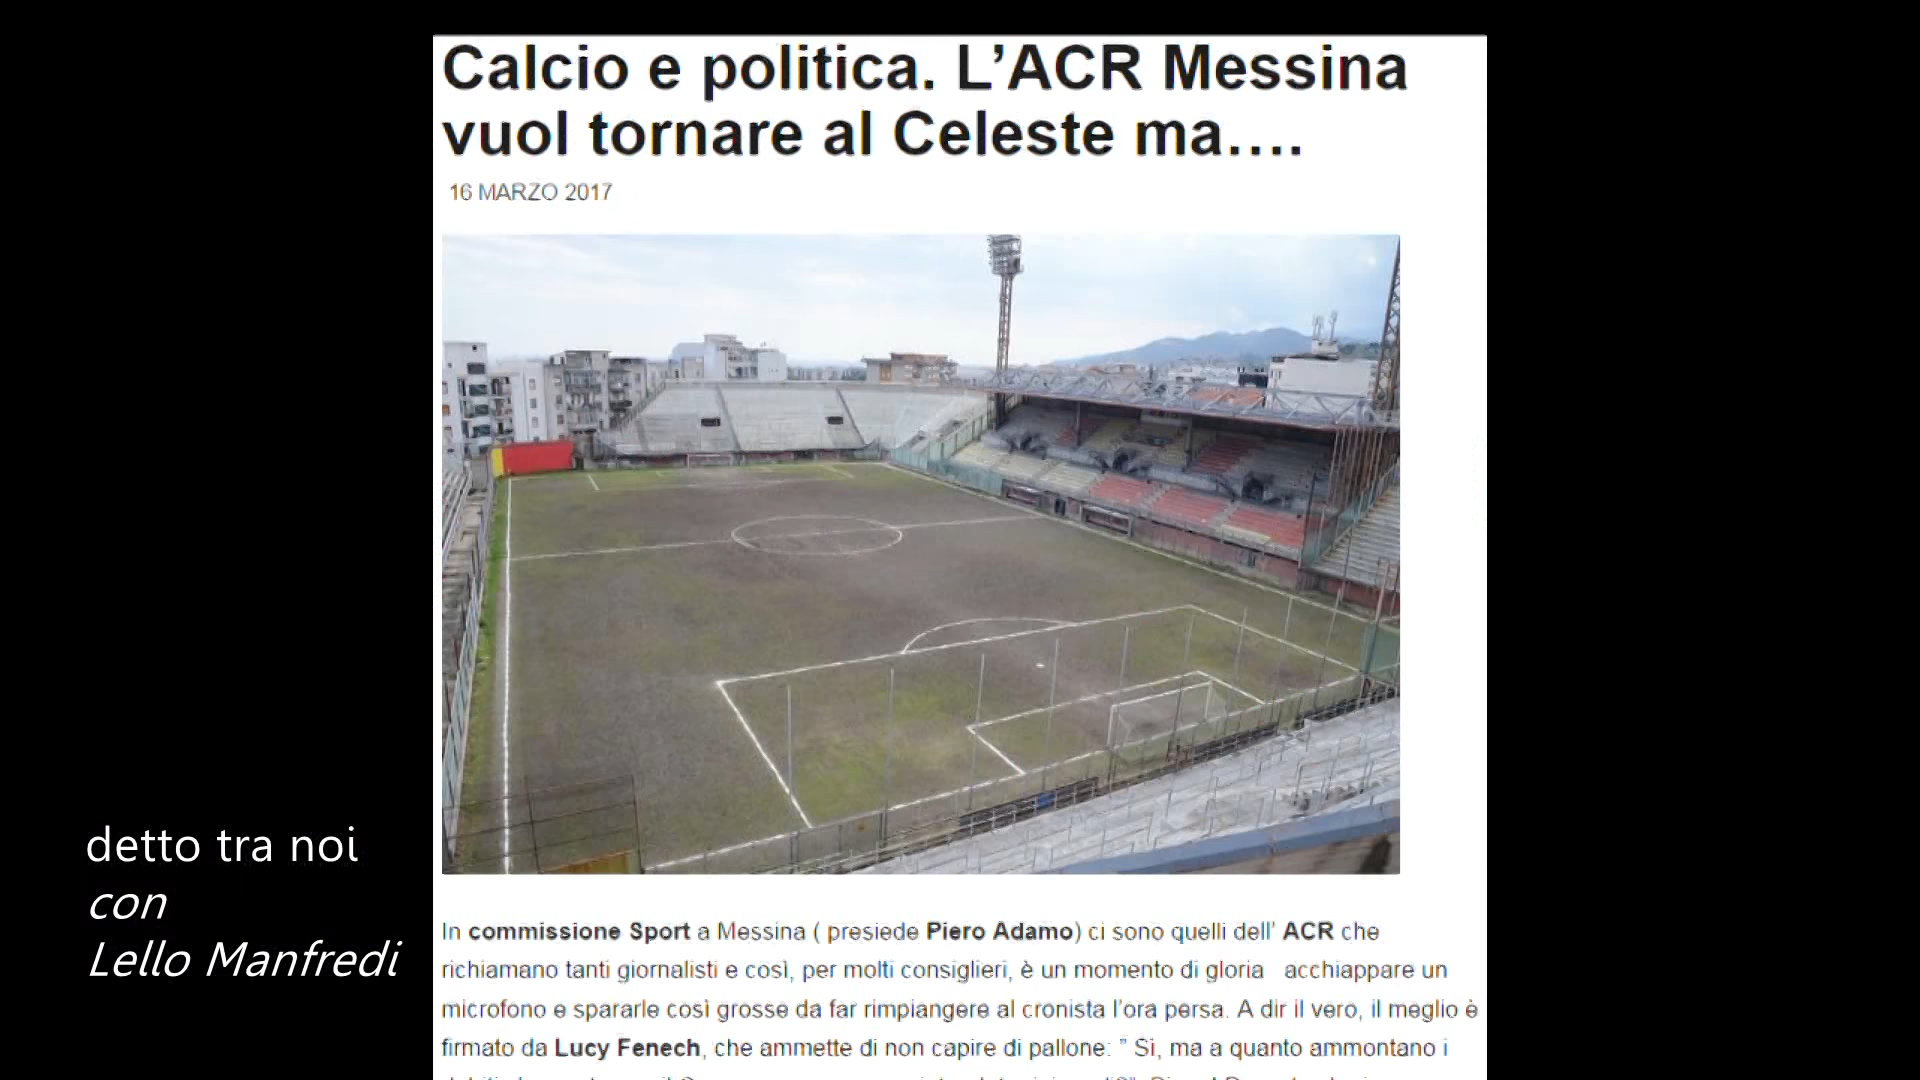 Calcio e politica. L'ACR Messina
vuol tornare al Celeste ma....
16 MARZO 2017
detto tra noi
con
Lello Manfredi
In commissione Sport a Messina ( presiede Piero Adamo) ci sono quelli dell' ACR che
richiamano tanti giornalisti e così, per molti consiglieri, è un momento di gloria acchiappare un
microfono e spararle così grosse da far rimpiangere al cronista l'ora persa. A dir il vero, il meglio è
firmato da Lucy Fenech, che ammette di non capire di pallone: " Sì, ma a quanto ammontano i